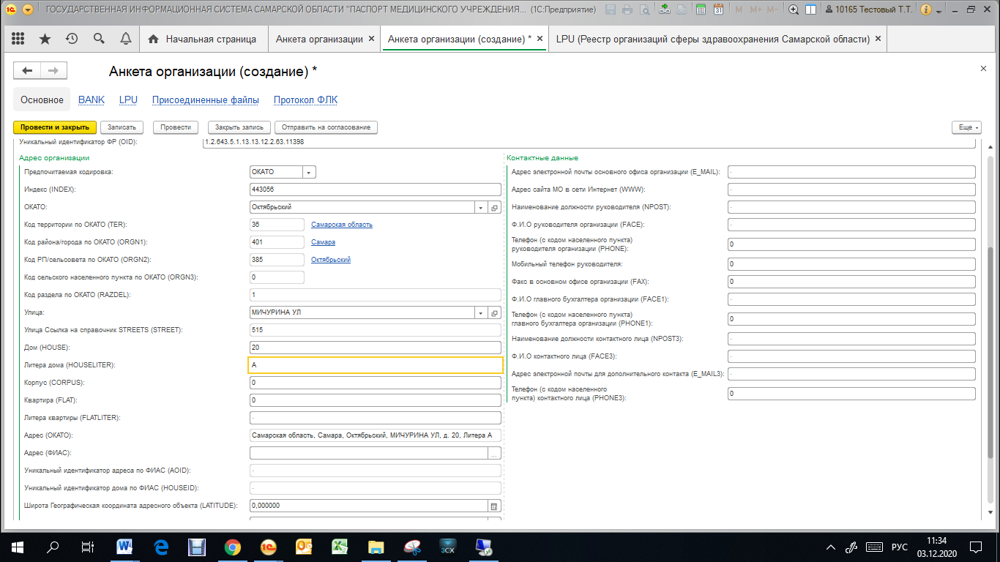 ГОСУДАРСТВЕННАЯ ИНФОРМАЦИОННАЯ СИСТЕМА САМАРСКОЙ ОБЛАСТИ "ПАСПОРТ МЕДИЦИНСКОГО УЧРЕЖДЕНИЯ... (1С:Предприятие) M M+ M- 10165 Тестовый Т.Т.
Начальная страница Анкета организации × Анкета организации (создание) * × LPU (Реестр организаций сферы здравоохранения Самарской области) ×
Анкета организации (создание) *
Основное BANK LPU Присоединенные файлы Протокол ФЛК
Провести и закрыть Записать Провести Закрыть запись Отправить на согласование Еще
Уникальный идентификатор ФР (OID): 1.2.643.5.1.13.13.12.2.63.11398
Адрес организации
Предпочитаемая кодировка: ОКАТО
Индекс (INDEX): 443056
ОКАТО: Октябрьский
Код территории по ОКАТО (TER): 36 Самарская область
Код района/города по ОКАТО (ORGN1): 401 Самара
Код РП/сельсовета по ОКАТО (ORGN2): 385 Октябрьский
Код сельского населенного пункта по ОКАТО (ORGN3): 0
Код раздела по ОКАТО (RAZDEL): 1
Улица: МИЧУРИНА УЛ
Улица Ссылка на справочник STREETS (STREET): 515
Дом (HOUSE): 20
Литера дома (HOUSELITER): А
Корпус (CORPUS): 0
Квартира (FLAT): 0
Литера квартиры (FLATLITER): -
Адрес (ОКАТО): Самарская область, Самара, Октябрьский, МИЧУРИНА УЛ, д. 20, Литера А
Адрес (ФИАС): ...
Уникальный идентификатор адреса по ФИАС (AOID): -
Уникальный идентификатор дома по ФИАС (HOUSEID): -
Широта Географическая координата адресного объекта (LATITUDE): 0,000000
Контактные данные
Адрес электронной почты основного офиса организации (E_MAIL): -
Адрес сайта МО в сети Интернет (WWW): -
Наименование должности руководителя (NPOST): -
Ф.И.О руководителя организации (FACE): -
Телефон (с кодом населенного пункта)
руководителя организации (PHONE): 0
Мобильный телефон руководителя: 0
Факс в основном офисе организации (FAX): 0
Ф.И.О главного бухгалтера организации (FACE1): -
Телефон (с кодом населенного пункта)
главного бухгалтера организации (PHONE1): 0
Наименование должности контактного лица (NPOST3): -
Ф.И.О контактного лица (FACE3): -
Адрес электронной почты для дополнительного контакта (E_MAIL3): -
Телефон (с кодом населенного
пункта) контактного лица (PHONE3): 0
РУС
11:34
03.12.2020